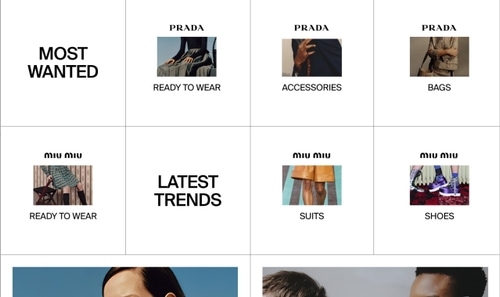 MOST
WANTED
PRADA
READY TO WEAR
PRADA
ACCESSORIES
PRADA
BAGS
miu miu
READY TO WEAR
LATEST
TRENDS
miu miu
SUITS
miu miu
SHOES